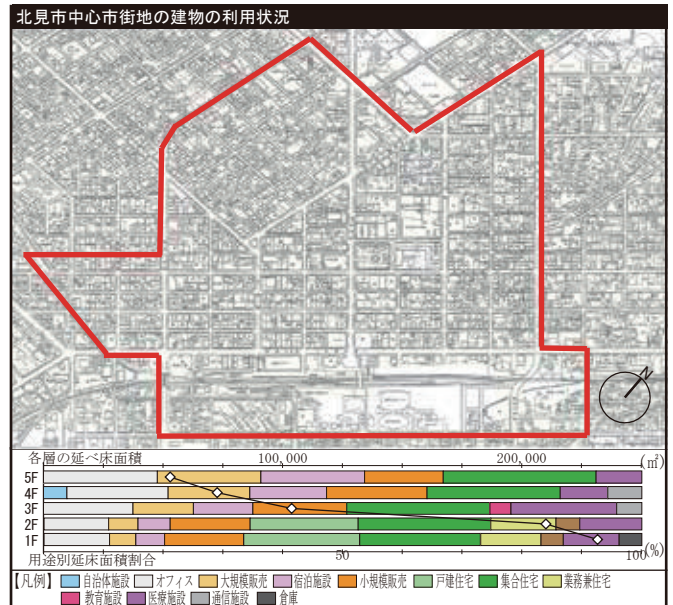 北見市中心市街地の建物の利用状況
N
各層の延べ床面積 100,000 200,000 (㎡)
5F
4F
3F
2F
1F
用途別延床面積割合 50 100(%)
【凡例】 自治体施設 オフィス 大規模販売 宿泊施設 小規模販売 戸建住宅 集合住宅 業務兼住宅
教育施設 医療施設 通信施設 倉庫